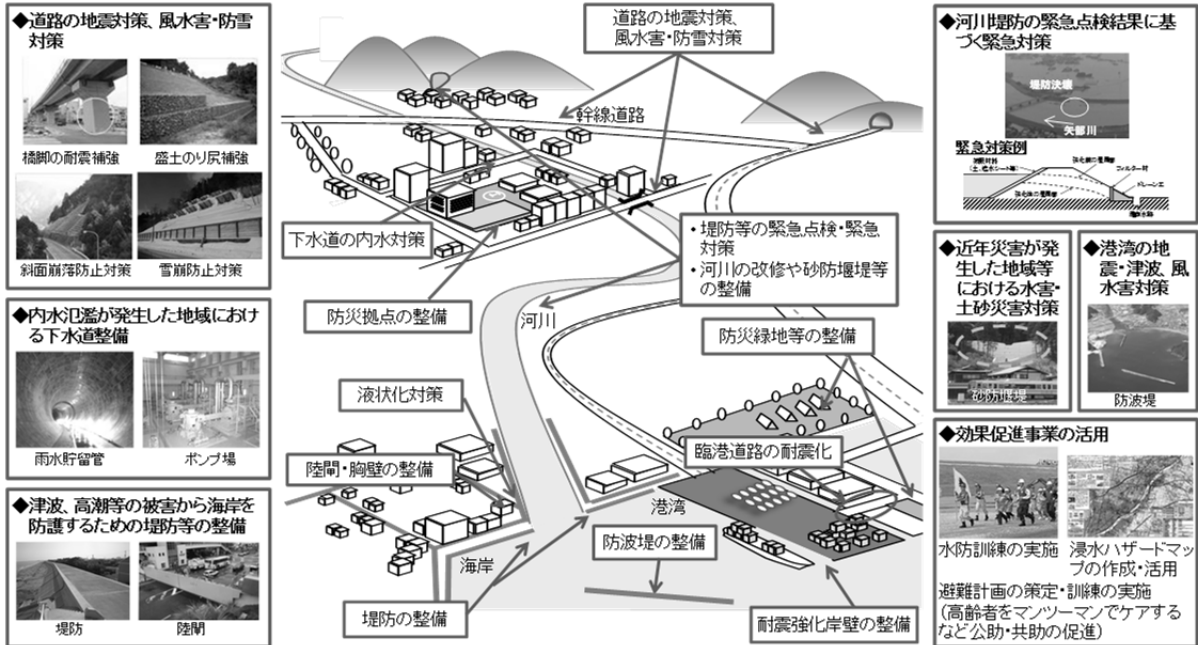 ◆道路の地震対策、風水害・防雪
対策
橋脚の耐震補強
盛土のり尻補強
斜面崩落防止対策
雪崩防止対策
◆内水氾濫が発生した地域におけ
る下水道整備
雨水貯留管
ポンプ場
◆津波、高潮等の被害から海岸を
防護するための堤防等の整備
堤防
陸閘
道路の地震対策、
風水害・防雪対策
幹線道路
下水道の内水対策
・堤防等の緊急点検・緊急
対策
・河川の改修や砂防堰堤等
の整備
防災拠点の整備
河川
防災緑地等の整備
液状化対策
陸閘・胸壁の整備
臨港道路の耐震化
港湾
防波堤の整備
海岸
堤防の整備
耐震強化岸壁の整備
◆河川堤防の緊急点検結果に基
づく緊急対策
堤防決壊
矢部川
緊急対策例
ドレーン工
◆近年災害が発
生した地域等
における水害・
土砂災害対策
砂防堰堤
◆港湾の地
震・津波、風
水害対策
防波堤
◆効果促進事業の活用
水防訓練の実施
浸水ハザードマッ
プの作成・活用
避難計画の策定・訓練の実施
(高齢者をマンツーマンでケアする
など公助・共助の促進)